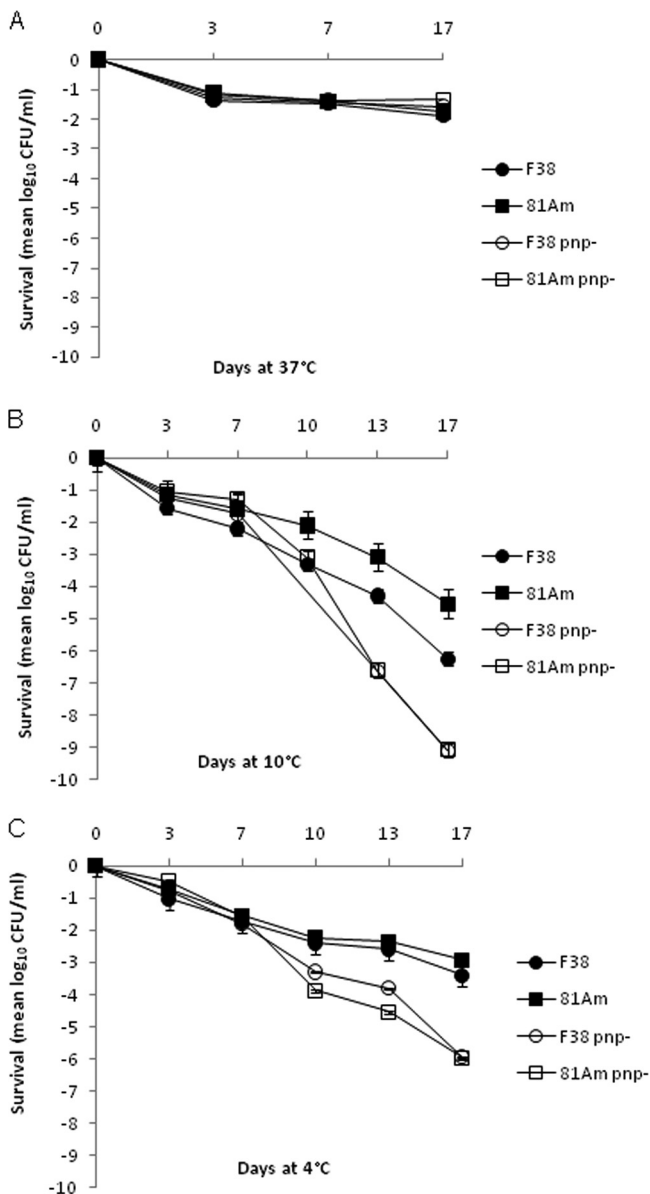 A
0 3 7 17
0
-1
-2
-3
-4
-5
-6
-7
-8
-9
-10
Survival (mean log10 CFU/ml)
Days at 37°C
F38
81Am
F38 pnp-
81Am pnp-
B
0 3 7 10 13 17
0
-1
-2
-3
-4
-5
-6
-7
-8
-9
-10
Survival (mean log10 CFU/ml)
Days at 10°C
F38
81Am
F38 pnp-
81Am pnp-
C
0 3 7 10 13 17
0
-1
-2
-3
-4
-5
-6
-7
-8
-9
-10
Survival (mean log10 CFU/ml)
Days at 4°C
F38
81Am
F38 pnp-
81Am pnp-